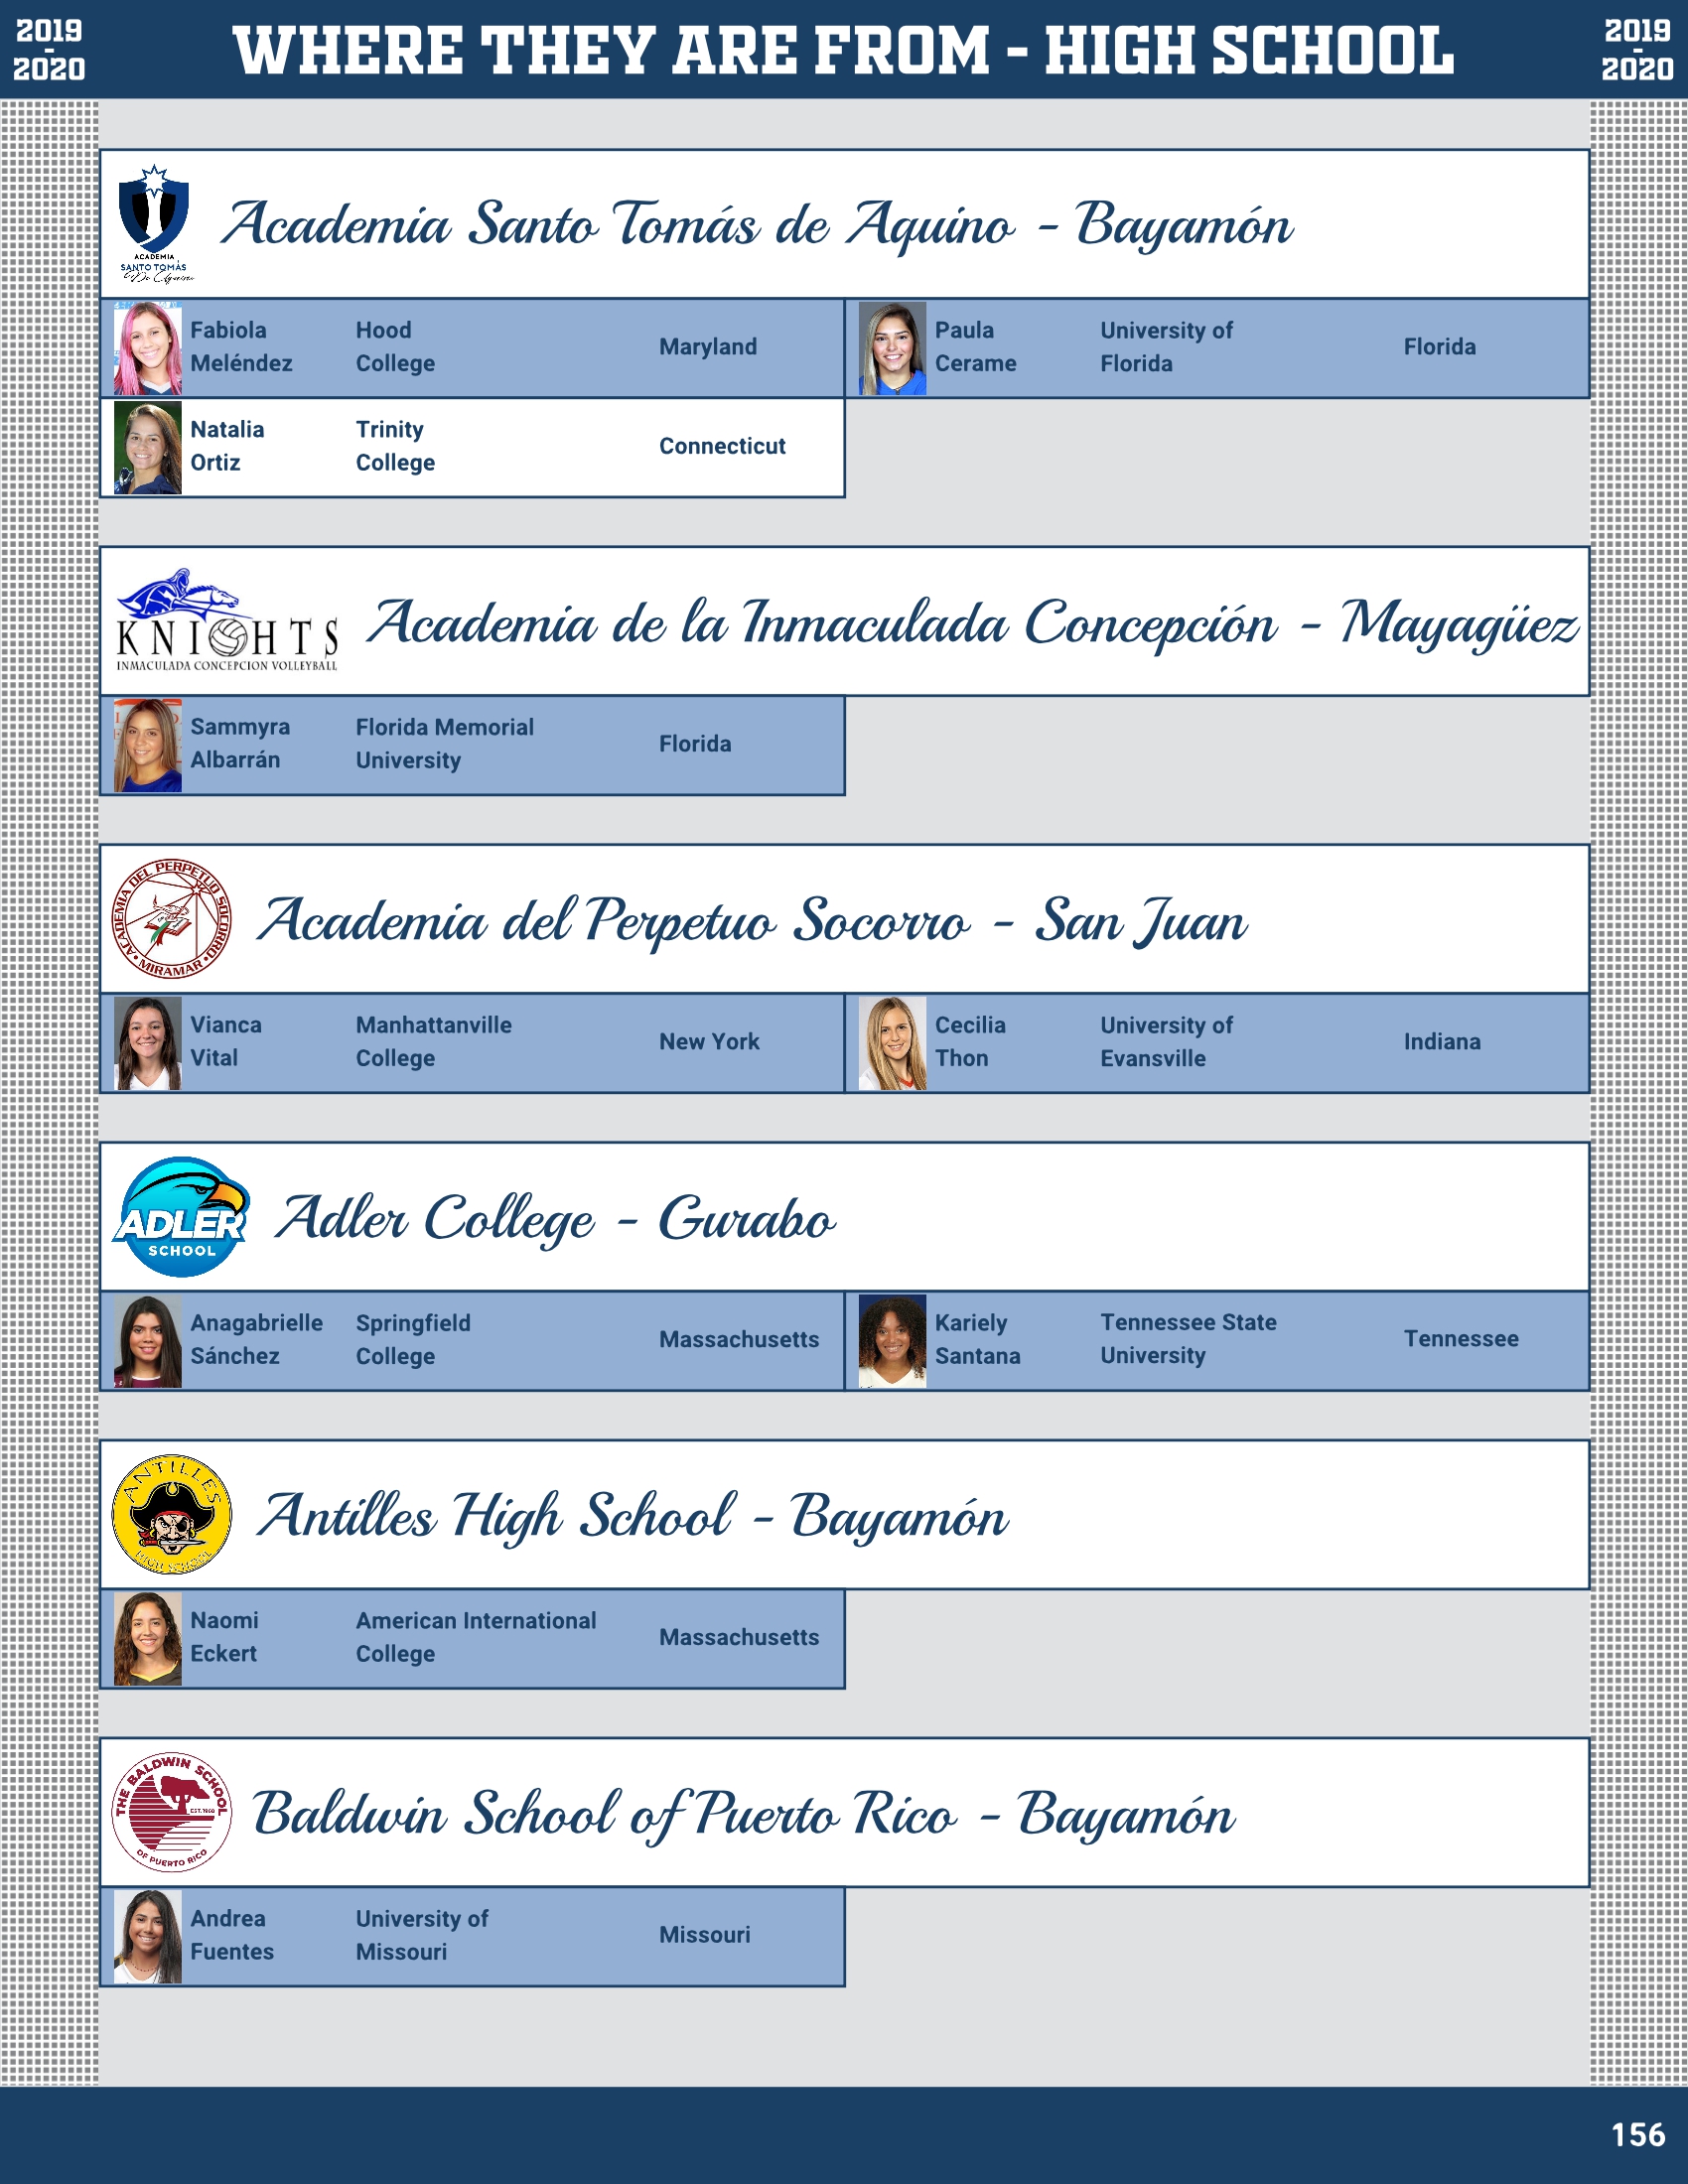 2019
-
2020
WHERE THEY ARE FROM - HIGH SCHOOL
2019
-
2020
ACADEMIA
SANTO TOMÁS
De Aquino
Academia Santo Tomás de Aquino - Bayamón
Fabiola
Meléndez
Hood
College
Maryland
Paula
Cerame
University of
Florida
Florida
Natalia
Ortiz
Trinity
College
Connecticut
KNIGHTS
INMACULADA CONCEPCION VOLLEYBALL
Academia de la Inmaculada Concepción - Mayagüez
Sammyra
Albarrán
Florida Memorial
University
Florida
ACADEMIA DEL PERPETUO SOCORRO
• MIRAMAR •
Academia del Perpetuo Socorro - San Juan
Vianca
Vital
Manhattanville
College
New York
Cecilia
Thon
University of
Evansville
Indiana
ADLER
SCHOOL
Adler College - Gurabo
Anagabrielle
Sánchez
Springfield
College
Massachusetts
Kariely
Santana
Tennessee State
University
Tennessee
ANTILLES
HIGH SCHOOL
Antilles High School - Bayamón
Naomi
Eckert
American International
College
Massachusetts
THE BALDWIN SCHOOL
EST. 1968
OF PUERTO RICO
Baldwin School of Puerto Rico - Bayamón
Andrea
Fuentes
University of
Missouri
Missouri
156